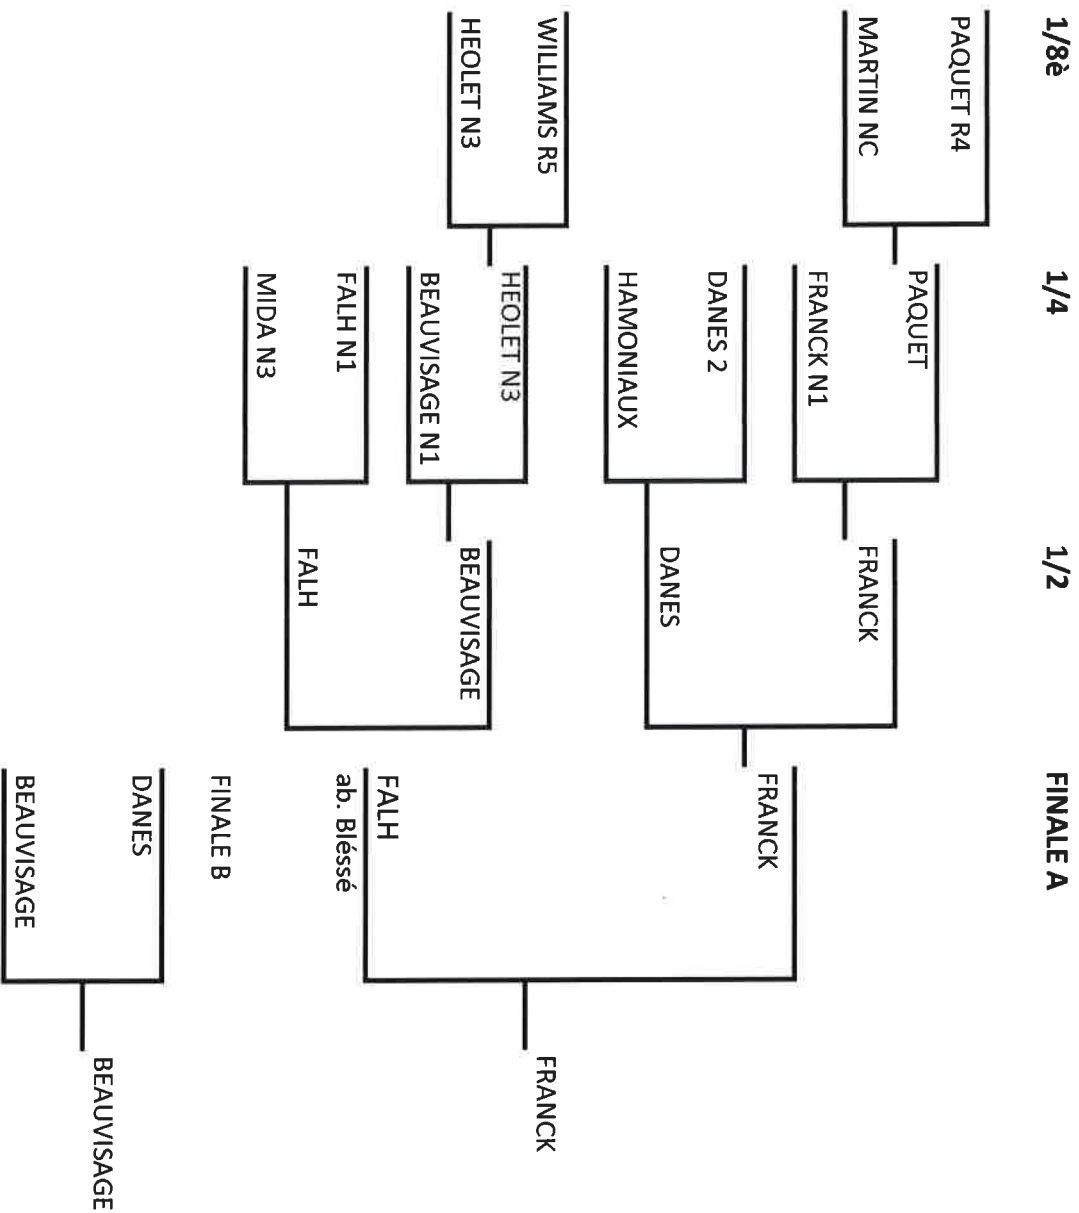 1/8è
1/4
1/2
FINALE A
PAQUET R4
MARTIN NC
PAQUET
FRANCK N1
FRANCK
DANES 2
HAMONIAUX
DANES
FRANCK
WILLIAMS R5
HEOLET N3
HEOLET N3
BEAUVISAGE N1
BEAUVISAGE
FALH N1
MIDA N3
FALH
FALH
ab. Bléssé
FRANCK
FINALE B
DANES
BEAUVISAGE
BEAUVISAGE